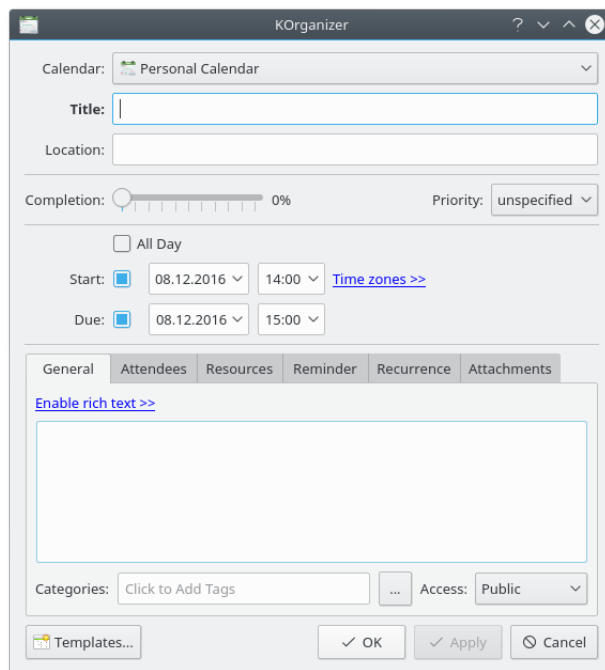 KOrganizer ?
Calendar: Personal Calendar
Title:
Location:
Completion: 0% Priority: unspecified
All Day
Start: 08.12.2016 14:00 Time zones >>
Due: 08.12.2016 15:00
General Attendees Resources Reminder Recurrence Attachments
Enable rich text >>
Categories: Click to Add Tags ... Access: Public
Templates... OK Apply Cancel